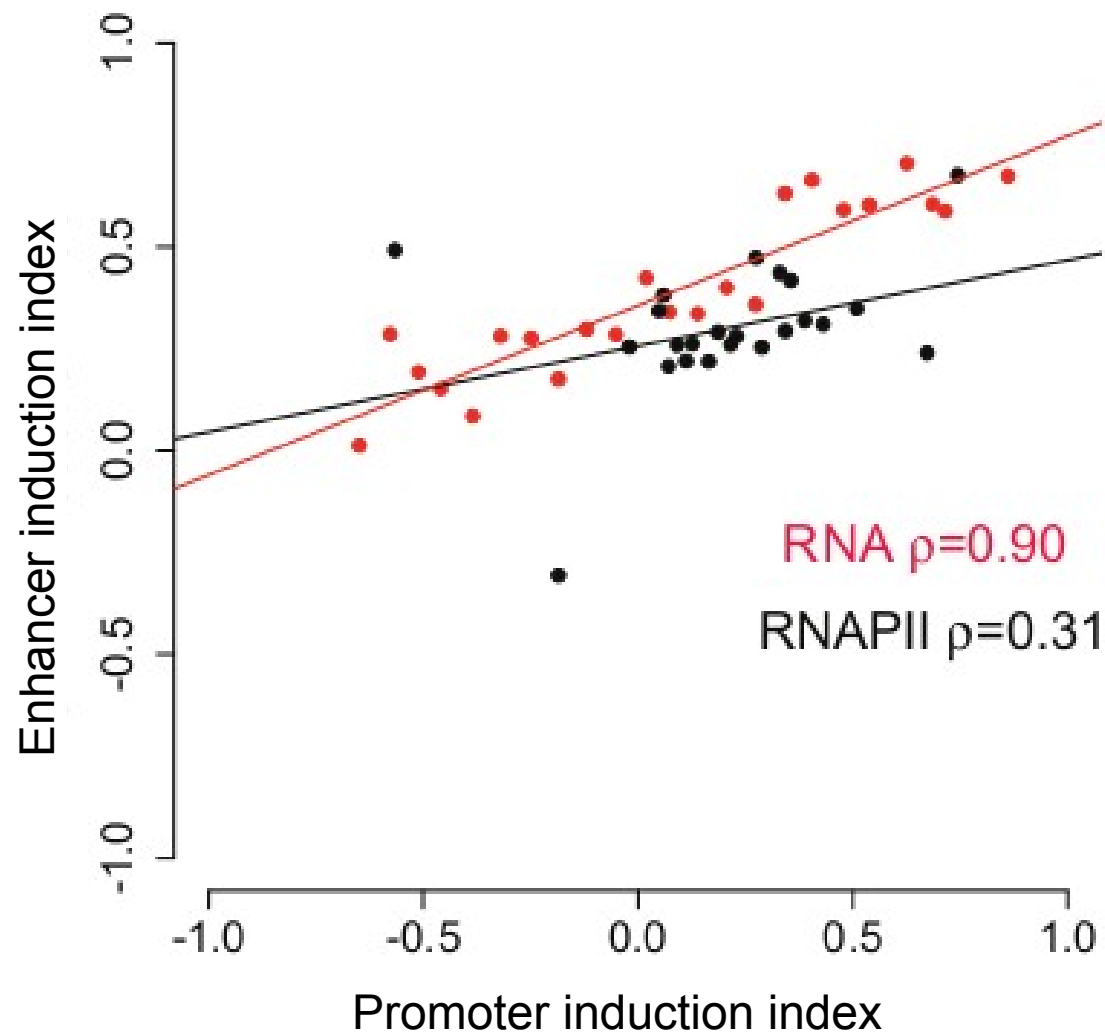 1.0
0.5
0.0
-0.5
-1.0
Enhancer induction index
RNA ρ=0.90
RNAPII ρ=0.31
-1.0 -0.5 0.0 0.5 1.0
Promoter induction index